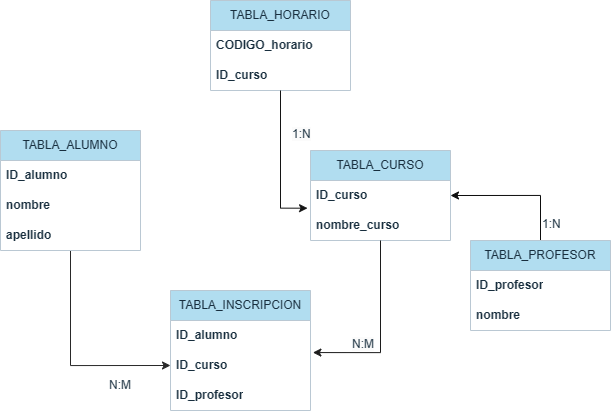 TABLA_HORARIO
CODIGO_horario
ID_curso
1:N
TABLA_ALUMNO
ID_alumno
nombre
apellido
TABLA_CURSO
ID_curso
nombre_curso
1:N
TABLA_PROFESOR
ID_profesor
nombre
TABLA_INSCRIPCION
ID_alumno
ID_curso
ID_profesor
N:M
N:M